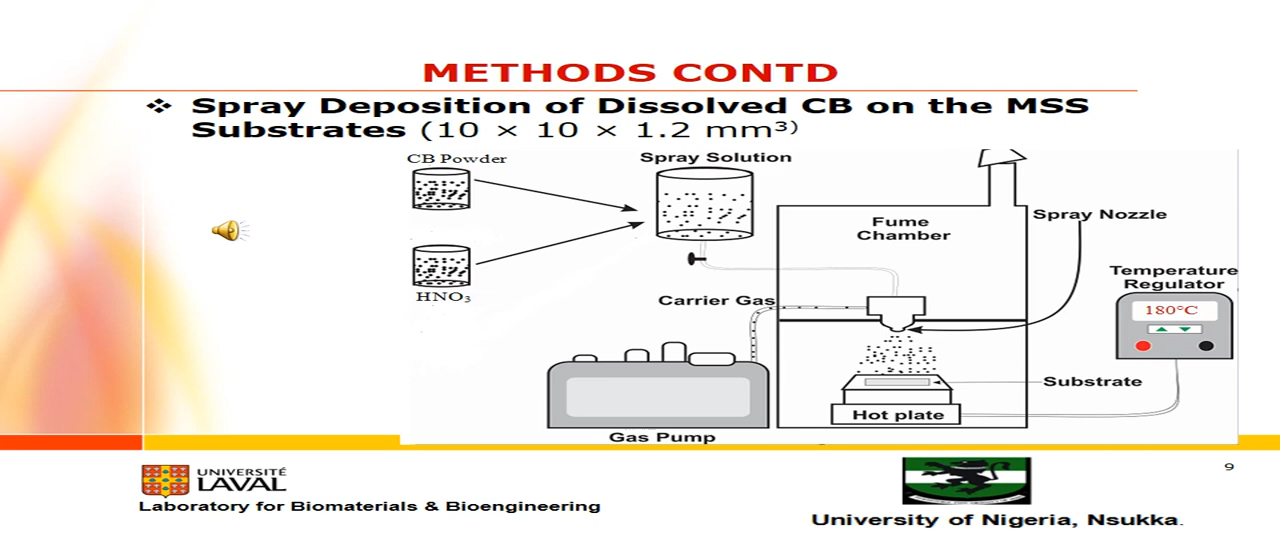 METHODS CONTD
❖ Spray Deposition of Dissolved CB on the MSS
Substrates (10 × 10 × 1.2 mm³⁾
CB Powder
Spray Solution
HNO₃
Fume
Chamber
Spray Nozzle
Carrier Gas
Temperature
Regulator
180°C
Substrate
Hot plate
Gas Pump
UNIVERSITÉ
LAVAL
Laboratory for Biomaterials & Bioengineering
University of Nigeria, Nsukka.
9